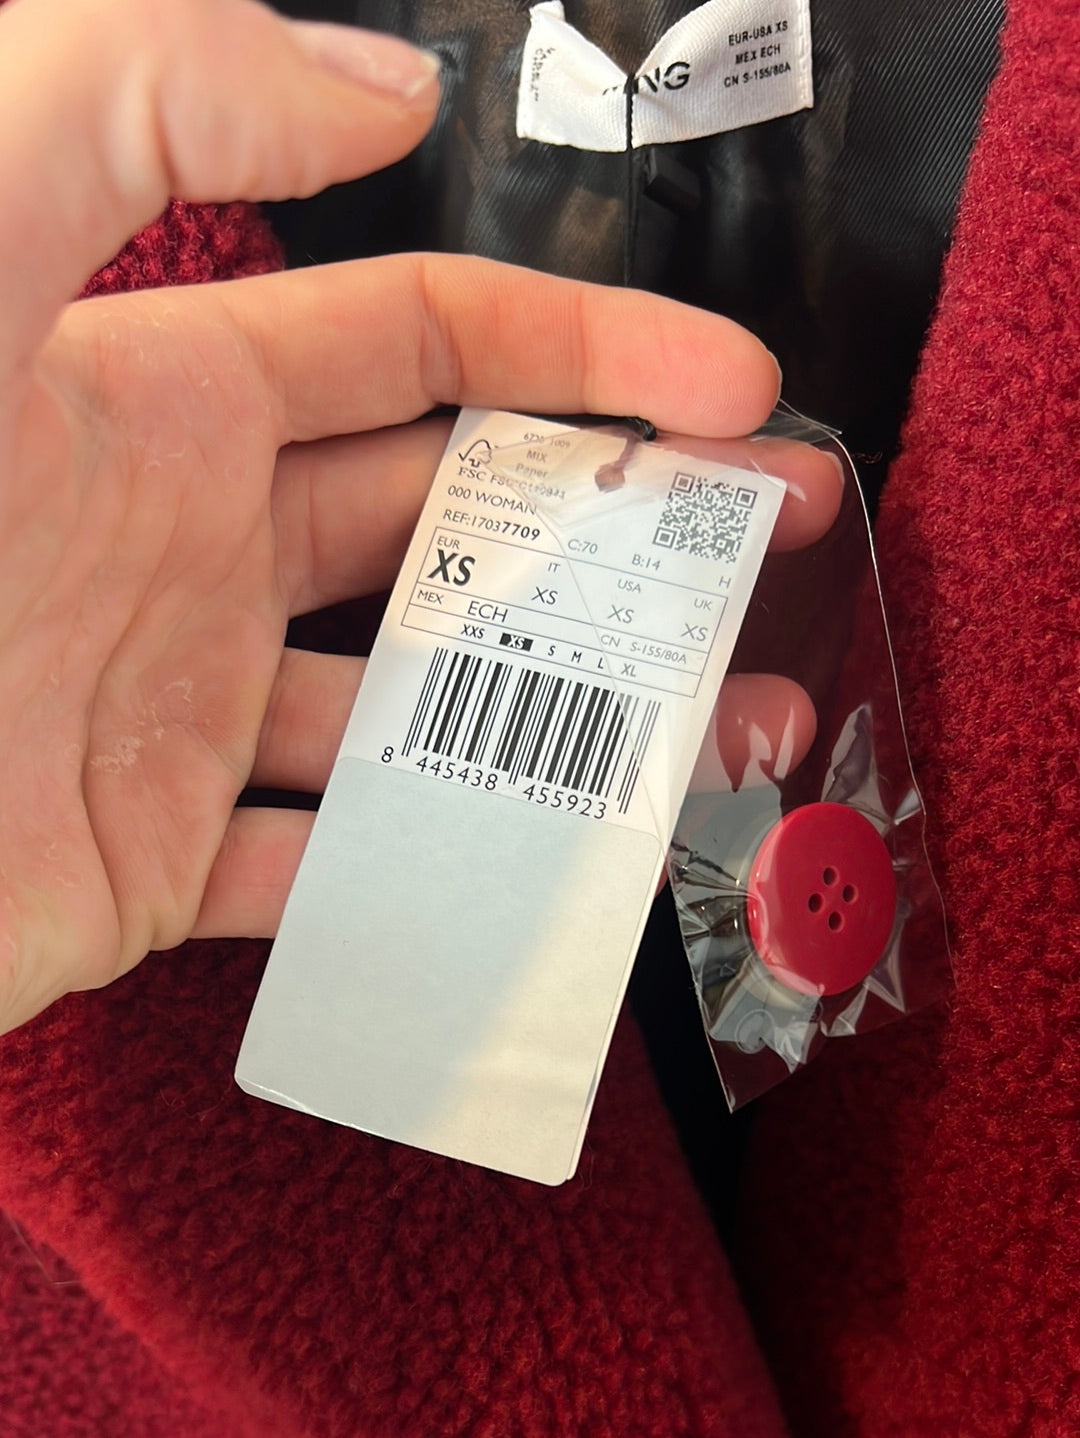 NG
EUR-USA XS
MEX ECH
CN S-155/80A
MIX
Paper
FSC
000 WOMAN
REF:17037709
C:70 B:14 H
EUR IT USA UK
XS XS XS XS
MEX ECH CN S-155/80A
XXS XS S M L XL
8 445438 455923